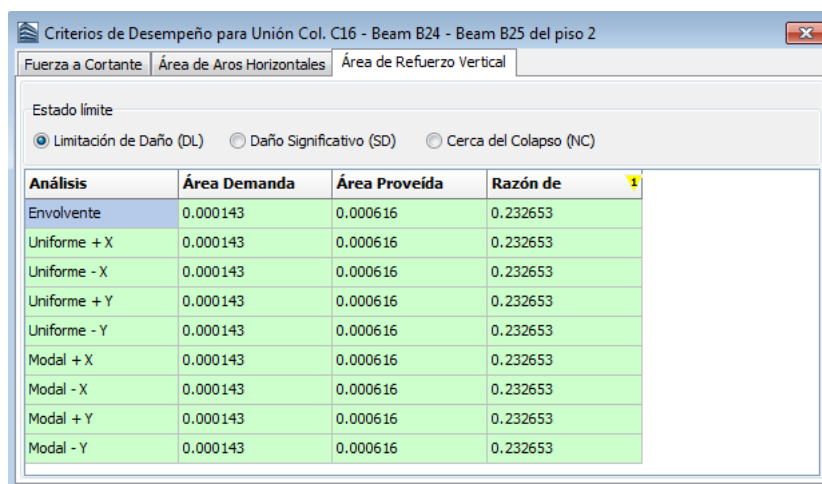 Criterios de Desempeño para Unión Col. C16 - Beam B24 - Beam B25 del piso 2
Fuerza a Cortante Área de Aros Horizontales Área de Refuerzo Vertical
Estado límite
Limitación de Daño (DL) Daño Significativo (SD) Cerca del Colapso (NC)
Análisis Área Demanda Área Proveída Razón de 1
Envolvente 0.000143 0.000616 0.232653
Uniforme + X 0.000143 0.000616 0.232653
Uniforme - X 0.000143 0.000616 0.232653
Uniforme + Y 0.000143 0.000616 0.232653
Uniforme - Y 0.000143 0.000616 0.232653
Modal + X 0.000143 0.000616 0.232653
Modal - X 0.000143 0.000616 0.232653
Modal + Y 0.000143 0.000616 0.232653
Modal - Y 0.000143 0.000616 0.232653